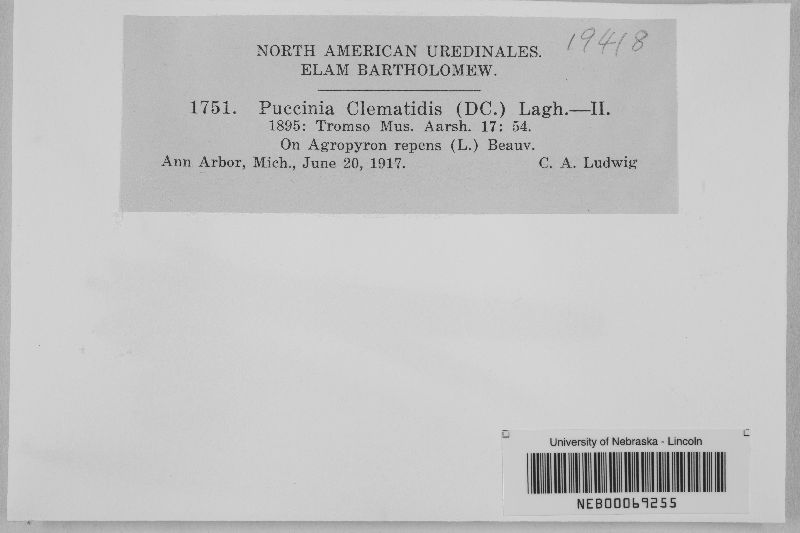 19418
NORTH AMERICAN UREDINALES.
ELAM BARTHOLOMEW.
1751. Puccinia Clematidis (DC.) Lagh.—II.
1895: Tromso Mus. Aarsh. 17: 54.
On Agropyron repens (L.) Beauv.
Ann Arbor, Mich., June 20, 1917. C. A. Ludwig
University of Nebraska - Lincoln
NEB00069255